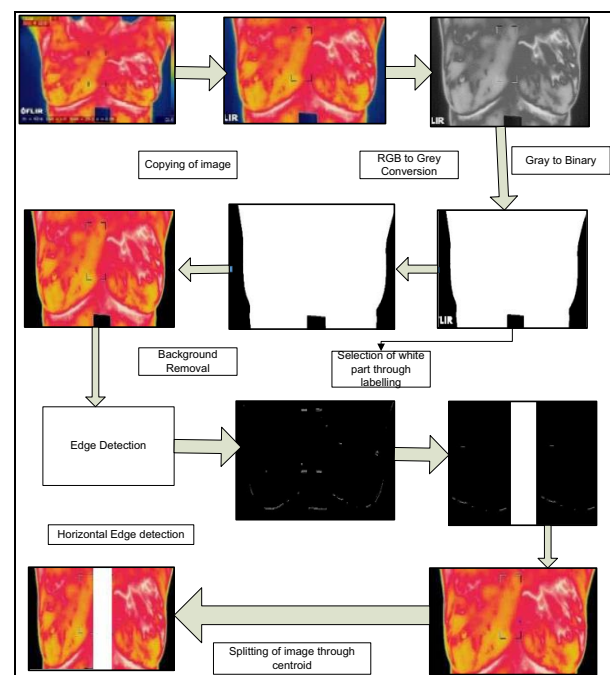 FLIR
LIR
LIR
Copying of image
RGB to Grey
Conversion
Gray to Binary
LIR
Background
Removal
Selection of white
part through
labelling
Edge Detection
Horizontal Edge detection
Splitting of image through
centroid